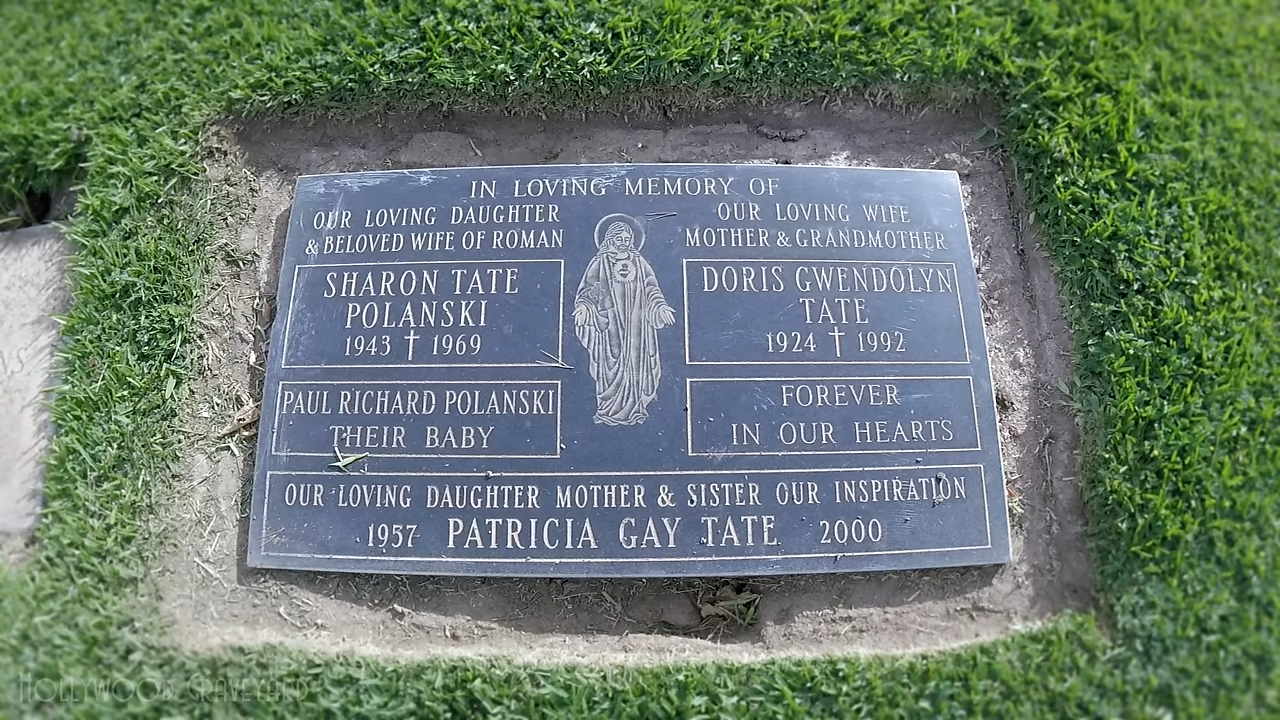 IN LOVING MEMORY OF
OUR LOVING DAUGHTER
& BELOVED WIFE OF ROMAN
SHARON TATE
POLANSKI
1943 † 1969
PAUL RICHARD POLANSKI
THEIR BABY
OUR LOVING WIFE
MOTHER & GRANDMOTHER
DORIS GWENDOLYN
TATE
1924 † 1992
FOREVER
IN OUR HEARTS
OUR LOVING DAUGHTER MOTHER & SISTER OUR INSPIRATION
1957 PATRICIA GAY TATE 2000
HOLLYWOOD GRAVEYARD